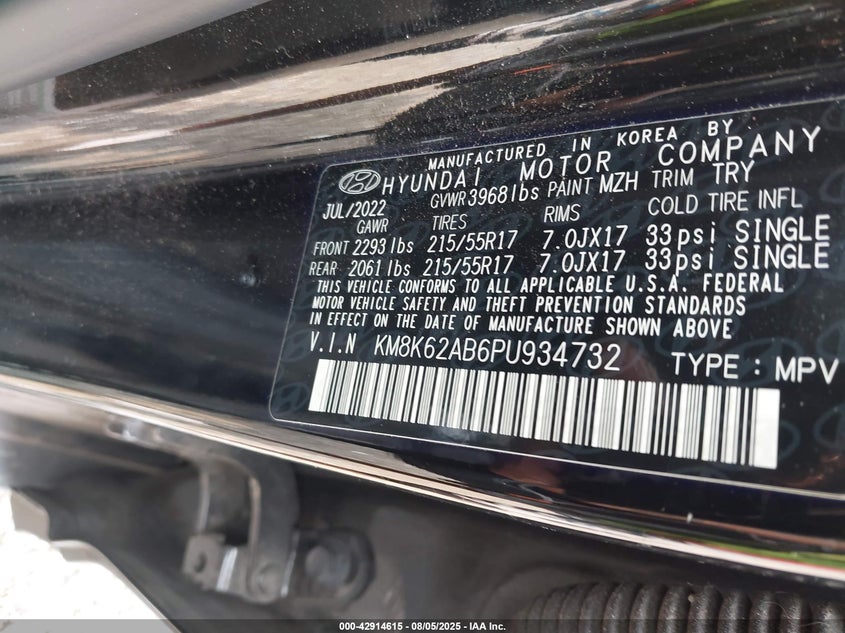 MANUFACTURED IN KOREA BY
HYUNDAI MOTOR COMPANY
JUL/2022 GVWR 3968lbs PAINT MZH TRIM TRY
GAWR TIRES RIMS COLD TIRE INFL
FRONT 2293 lbs 215/55R17 7.0JX17 33psi SINGLE
REAR 2061 lbs 215/55R17 7.0JX17 33psi SINGLE
THIS VEHICLE CONFORMS TO ALL APPLICABLE U.S.A. FEDERAL
MOTOR VEHICLE SAFETY AND THEFT PREVENTION STANDARDS
IN EFFECT ON THE DATE OF MANUFACTURE SHOWN ABOVE
V.I.N KM8K62AB6PU934732 TYPE : MPV
000-42914615 - 08/05/2025 - IAA Inc.